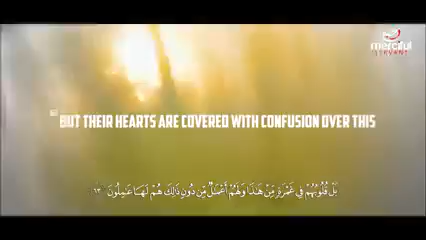 merciful
SERVANT
BUT THEIR HEARTS ARE COVERED WITH CONFUSION OVER THIS
بَلْ قُلُوبُهُمْ فِي غَمْرَةٍ مِّنْ هَٰذَا وَلَهُمْ أَعْمَالٌ مِّن دُونِ ذَٰلِكَ هُمْ لَهَا عَامِلُونَ ٦٣